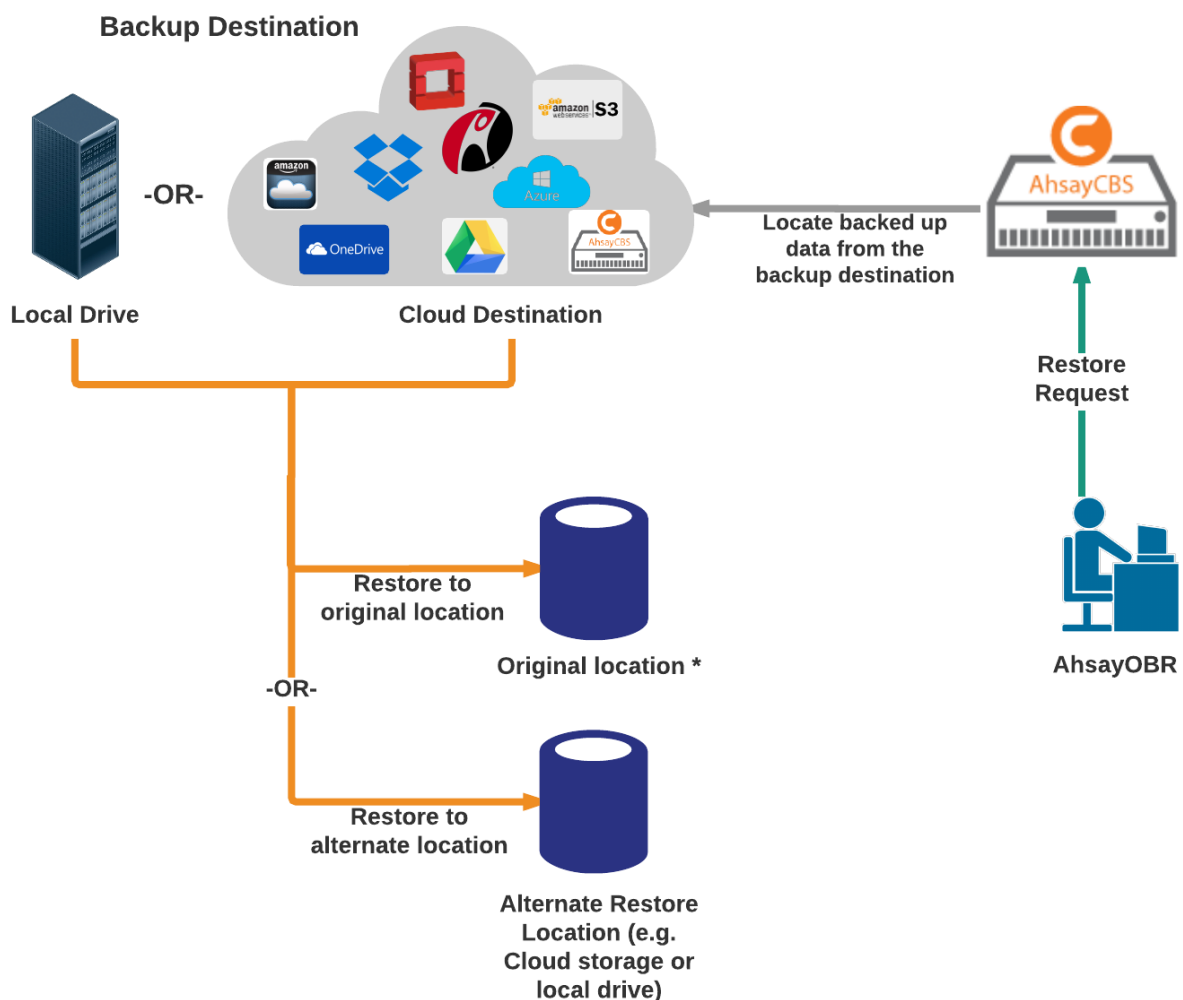 Backup Destination
amazon
webservices
S3
amazon
Azure
OneDrive
AhsayCBS
-OR-
Local Drive
Cloud Destination
Locate backed up
data from the
backup destination
AhsayCBS
Restore
Request
AhsayOBR
Restore to
original location
Original location *
-OR-
Restore to
alternate location
Alternate Restore
Location (e.g.
Cloud storage or
local drive)